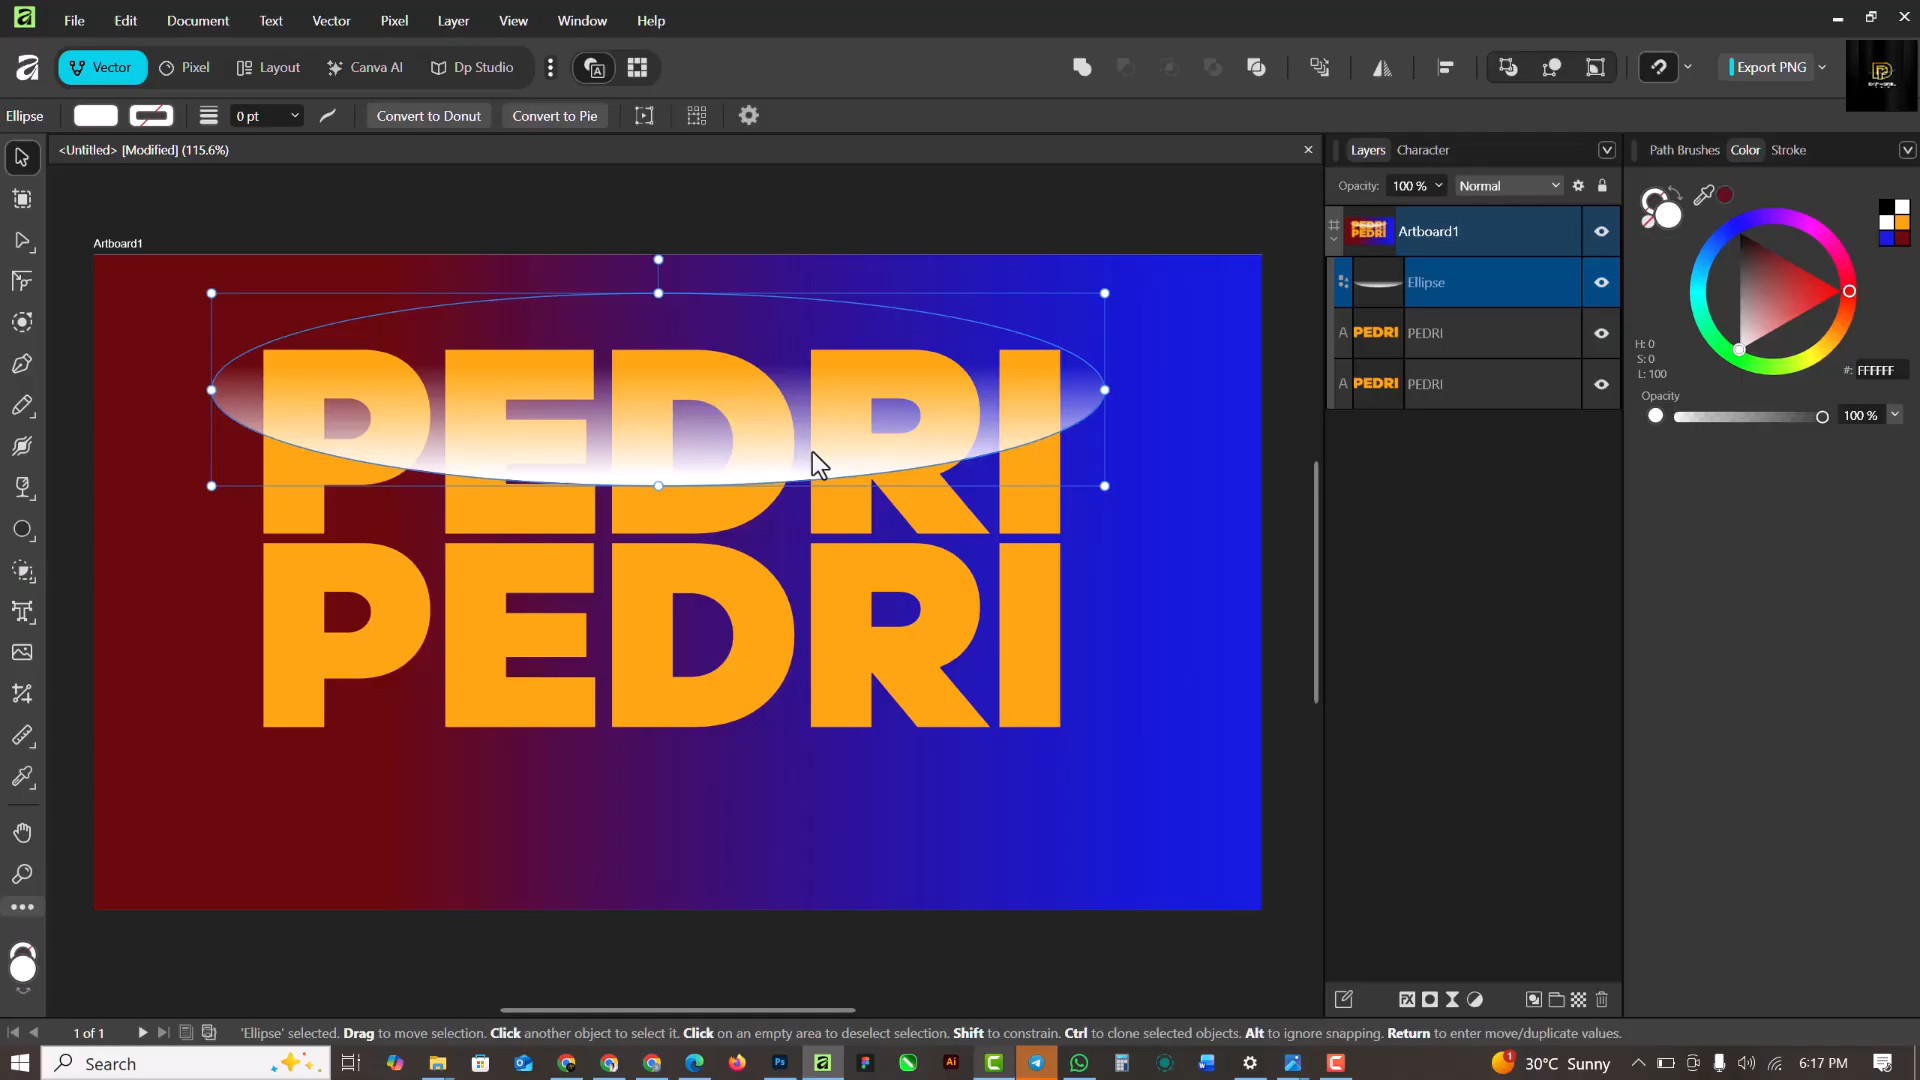 File Edit Document Text Vector Pixel Layer View Window Help
Vector Pixel Layout Canva AI Dp Studio Export PNG
Ellipse 0 pt Convert to Donut Convert to Pie
<Untitled> [Modified] (115.6%)
Layers Character
Path Brushes Color Stroke
Opacity: 100 % Normal
Artboard1
Artboard1
Ellipse
PEDRI PEDRI
PEDRI PEDRI
H: 0
S: 0
L: 100
#: FFFFFF
Opacity
100 %
PEDRI
PEDRI
1 of 1 'Ellipse' selected. Drag to move selection. Click another object to select it. Click on an empty area to deselect selection. Shift to constrain. Ctrl to clone selected objects. Alt to ignore snapping. Return to enter move/duplicate values.
Search 30°C Sunny 6:17 PM